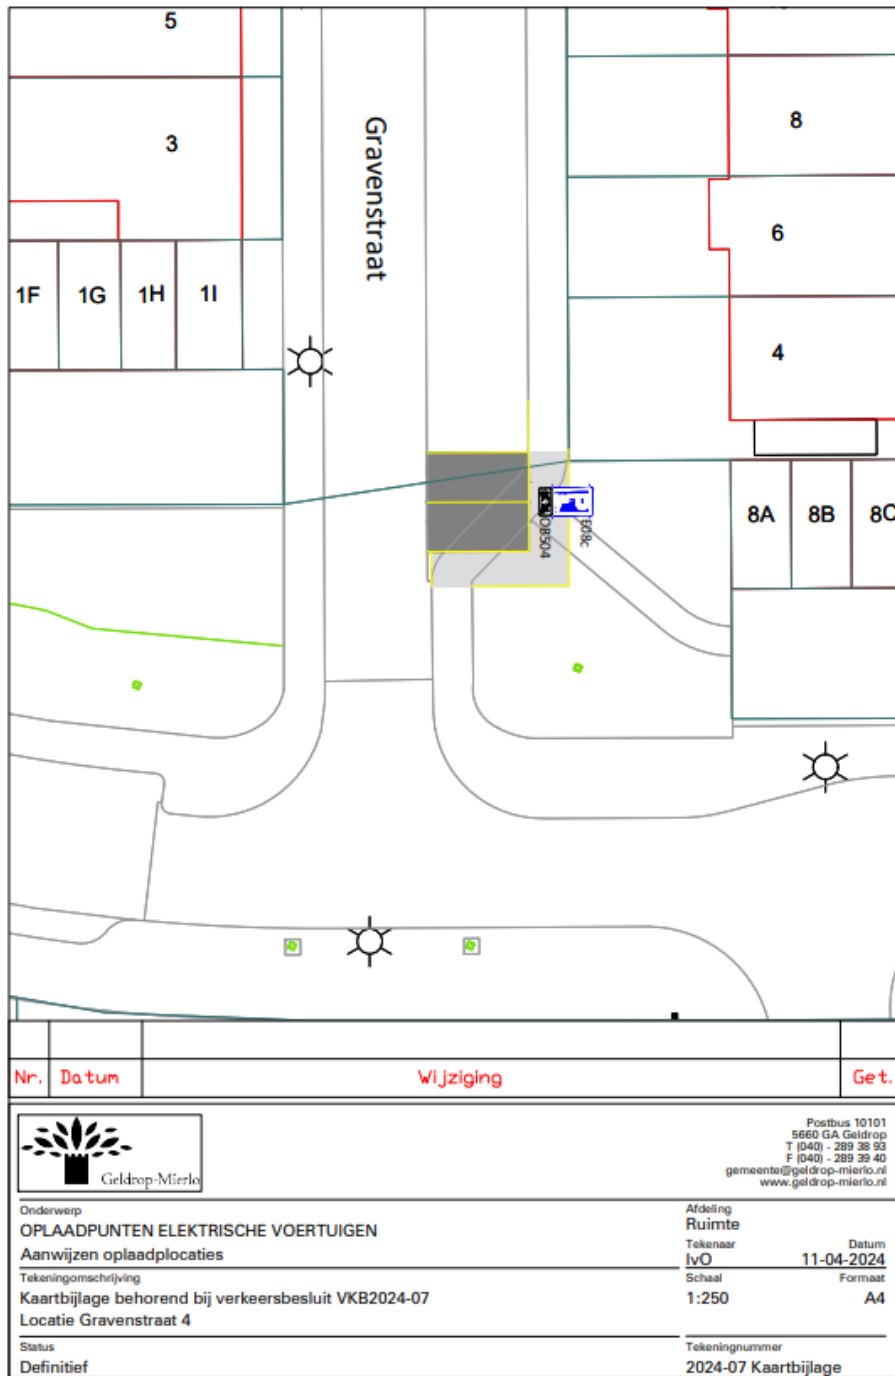 5
3
Gravenstraat
8
6
4
1F 1G 1H 1I
8A 8B 8C
OB504
E08c
Nr. Datum Wijziging Get.
Geldrop-Mierlo
Postbus 10101
5660 GA Geldrop
T (040) - 289 38 93
F (040) - 289 39 40
gemeente@geldrop-mierlo.nl
www.geldrop-mierlo.nl
Onderwerp
OPLAADPUNTEN ELEKTRISCHE VOERTUIGEN
Aanwijzen oplaadplocaties
Afdeling
Ruimte
Tekenaar Datum
IvO 11-04-2024
Tekeningomschrijving
Kaartbijlage behorend bij verkeersbesluit VKB2024-07
Locatie Gravenstraat 4
Schaal Formaat
1:250 A4
Status
Definitief
Tekeningnummer
2024-07 Kaartbijlage